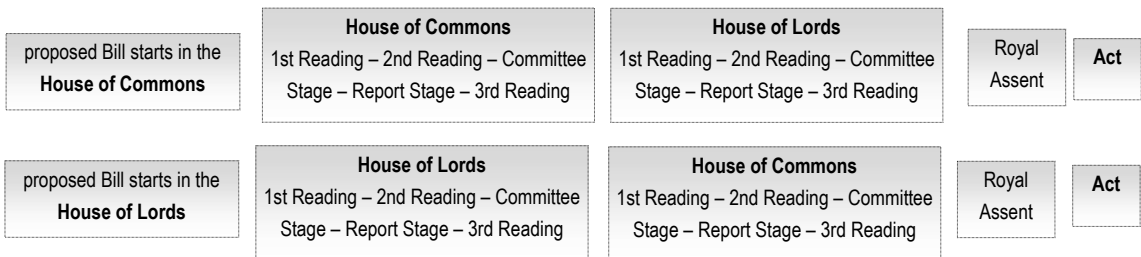 proposed Bill starts in the
House of Commons
House of Commons
1st Reading – 2nd Reading – Committee
Stage – Report Stage – 3rd Reading
House of Lords
1st Reading – 2nd Reading – Committee
Stage – Report Stage – 3rd Reading
Royal
Assent
Act
proposed Bill starts in the
House of Lords
House of Lords
1st Reading – 2nd Reading – Committee
Stage – Report Stage – 3rd Reading
House of Commons
1st Reading – 2nd Reading – Committee
Stage – Report Stage – 3rd Reading
Royal
Assent
Act